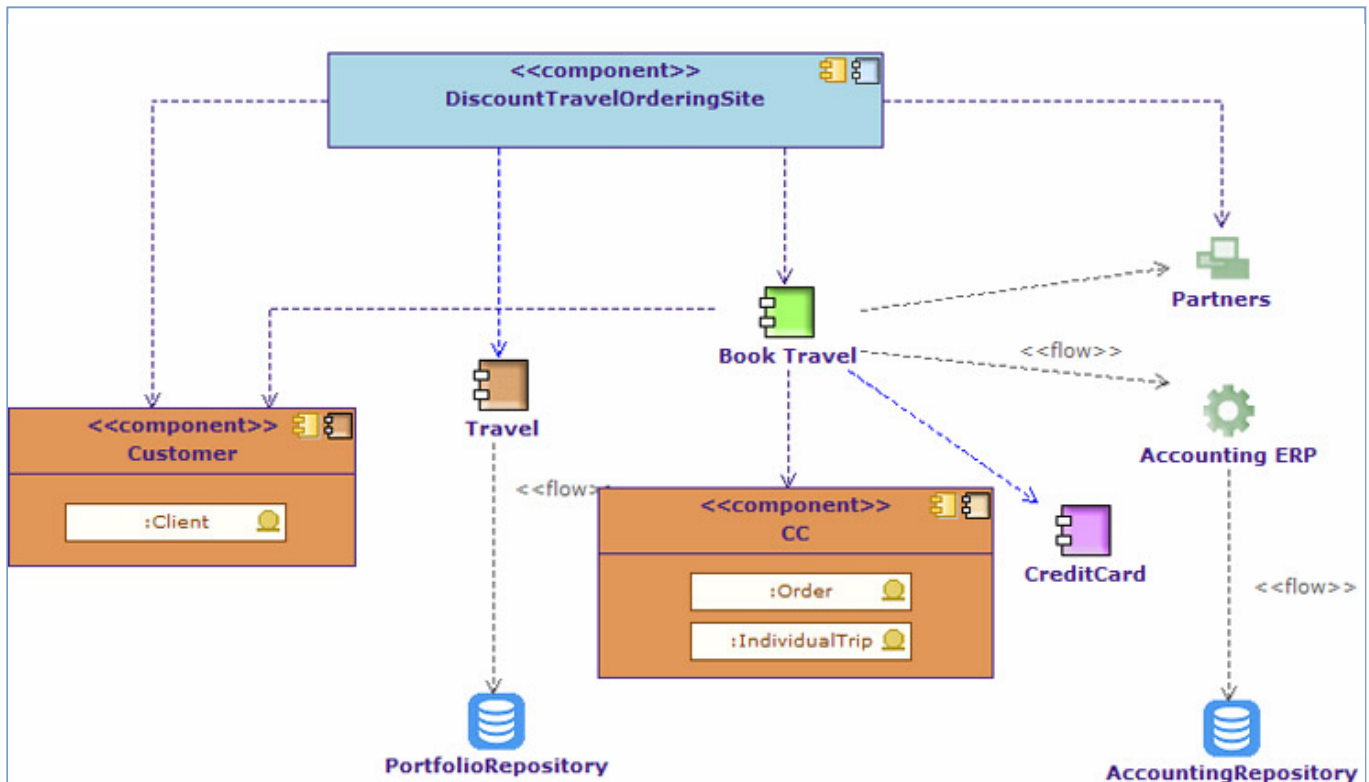 <<component>>
DiscountTravelOrderingSite
Partners
Book Travel
<<flow>>
Travel
<<component>>
Customer
:Client
Accounting ERP
<<flow>>
<<component>>
CC
:Order
:IndividualTrip
CreditCard
<<flow>>
PortfolioRepository
AccountingRepository